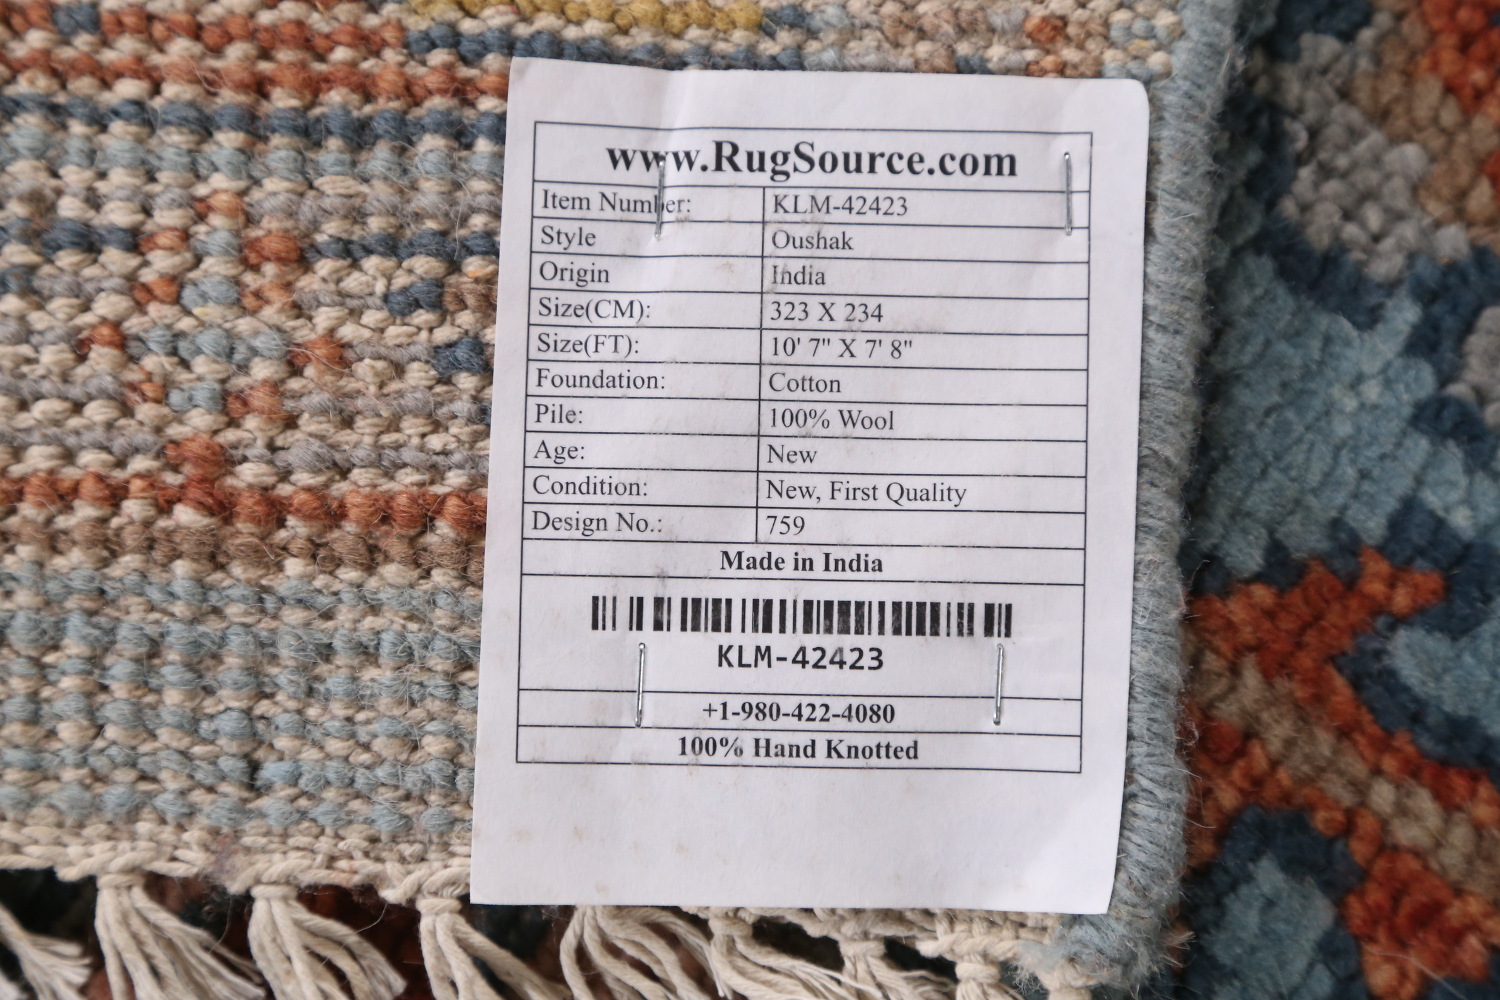 www.RugSource.com
Item Number: KLM-42423
Style Oushak
Origin India
Size(CM): 323 X 234
Size(FT): 10' 7" X 7' 8"
Foundation: Cotton
Pile: 100% Wool
Age: New
Condition: New, First Quality
Design No.: 759
Made in India
KLM-42423
+1-980-422-4080
100% Hand Knotted